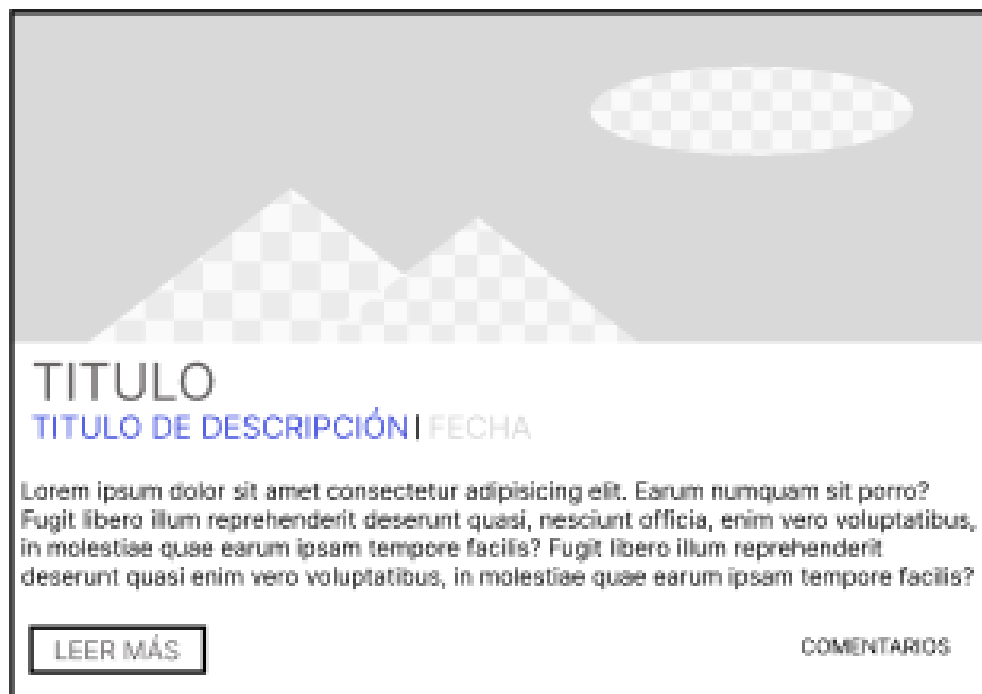 TITULO
TITULO DE DESCRIPCIÓN | FECHA
Lorem ipsum dolor sit amet consectetur adipisicing elit. Earum numquam sit porro?
Fugit libero illum reprehenderit deserunt quasi, nesciunt officia, enim vero voluptatibus,
in molestiae quae earum ipsam tempore facilis? Fugit libero illum reprehenderit
deserunt quasi enim vero voluptatibus, in molestiae quae earum ipsam tempore facilis?
LEER MÁS
COMENTARIOS